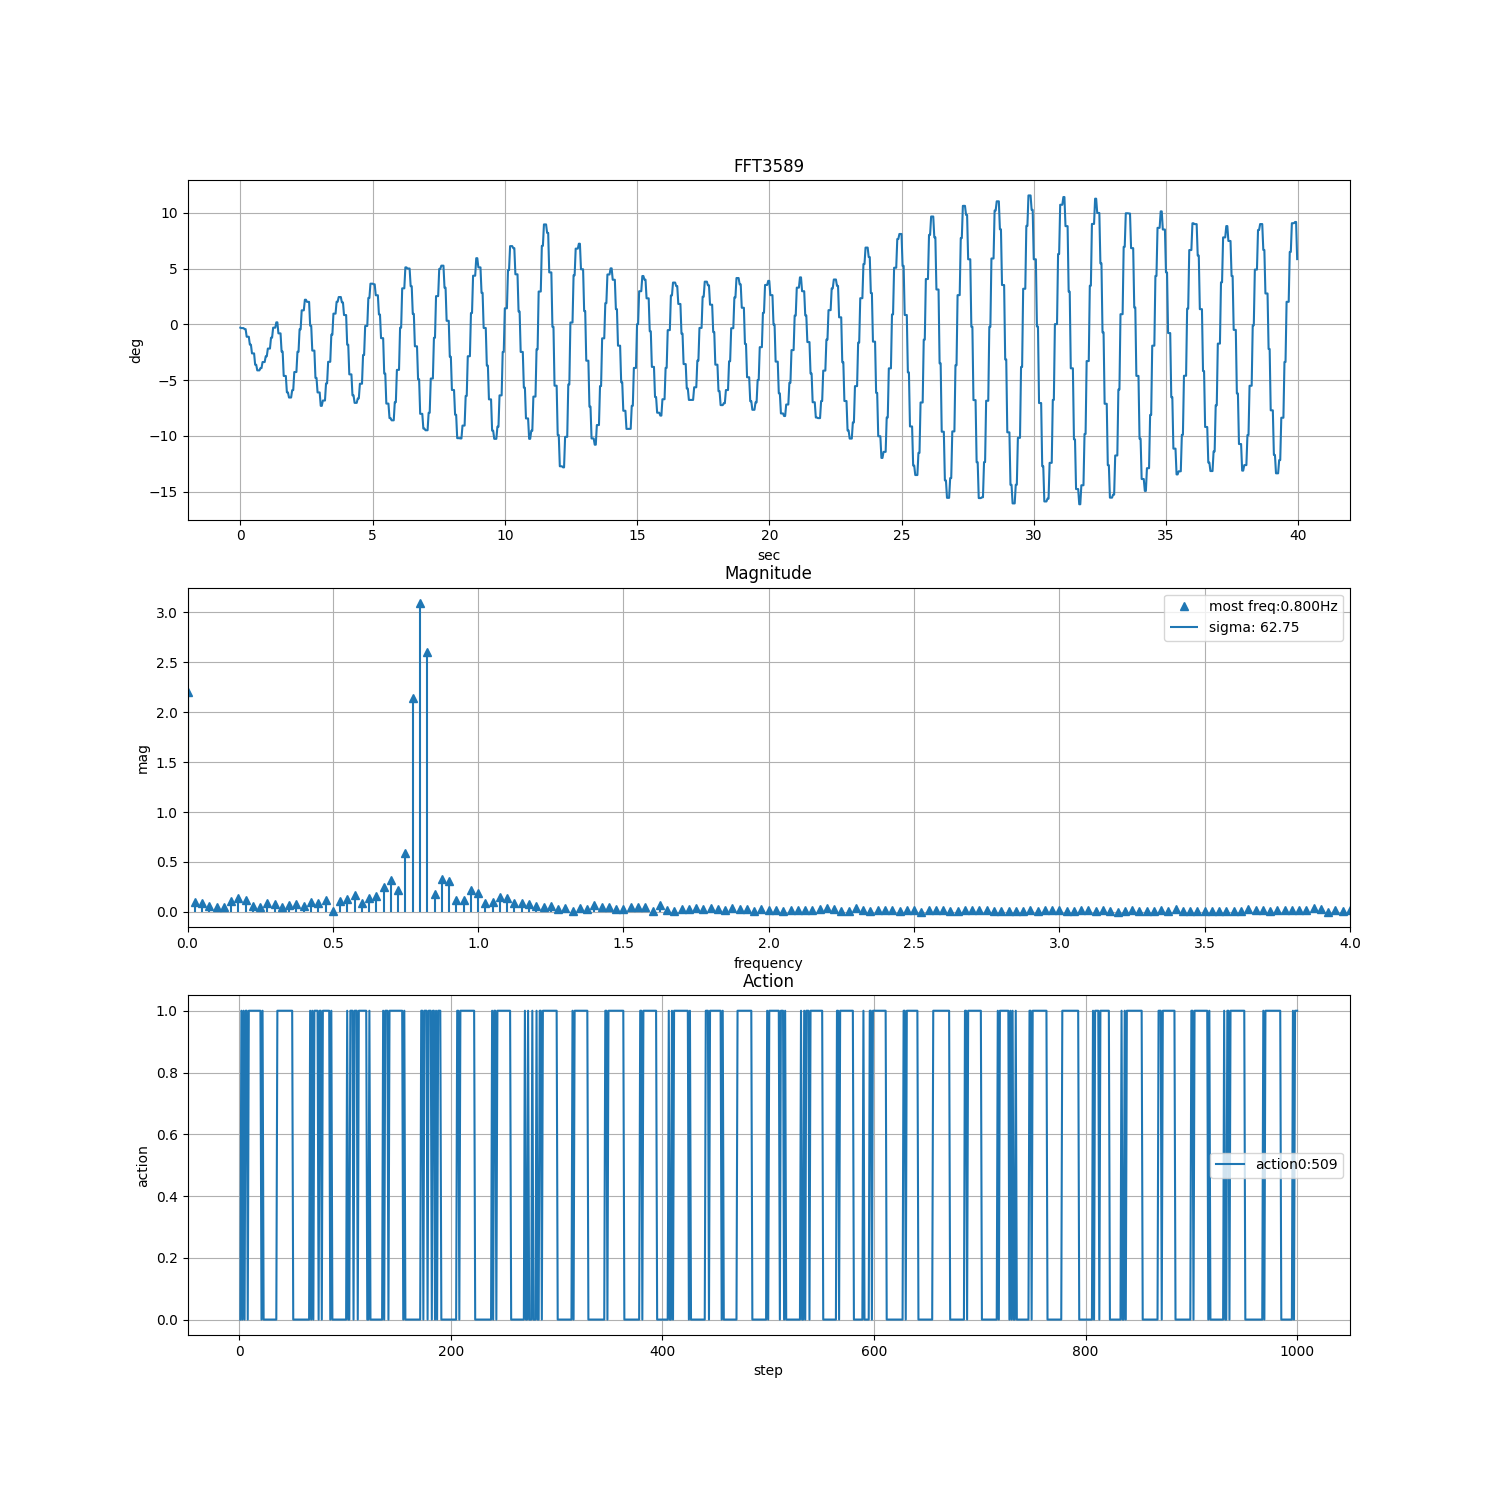 FFT3589
10
5
0
−5
−10
−15
deg
0 5 10 15 20 25 30 35 40
sec
Magnitude
most freq:0.800Hz
sigma: 62.75
3.0
2.5
2.0
1.5
1.0
0.5
0.0
mag
0.0 0.5 1.0 1.5 2.0 2.5 3.0 3.5 4.0
frequency
Action
1.0
0.8
0.6
0.4
0.2
0.0
action
action0:509
0 200 400 600 800 1000
step